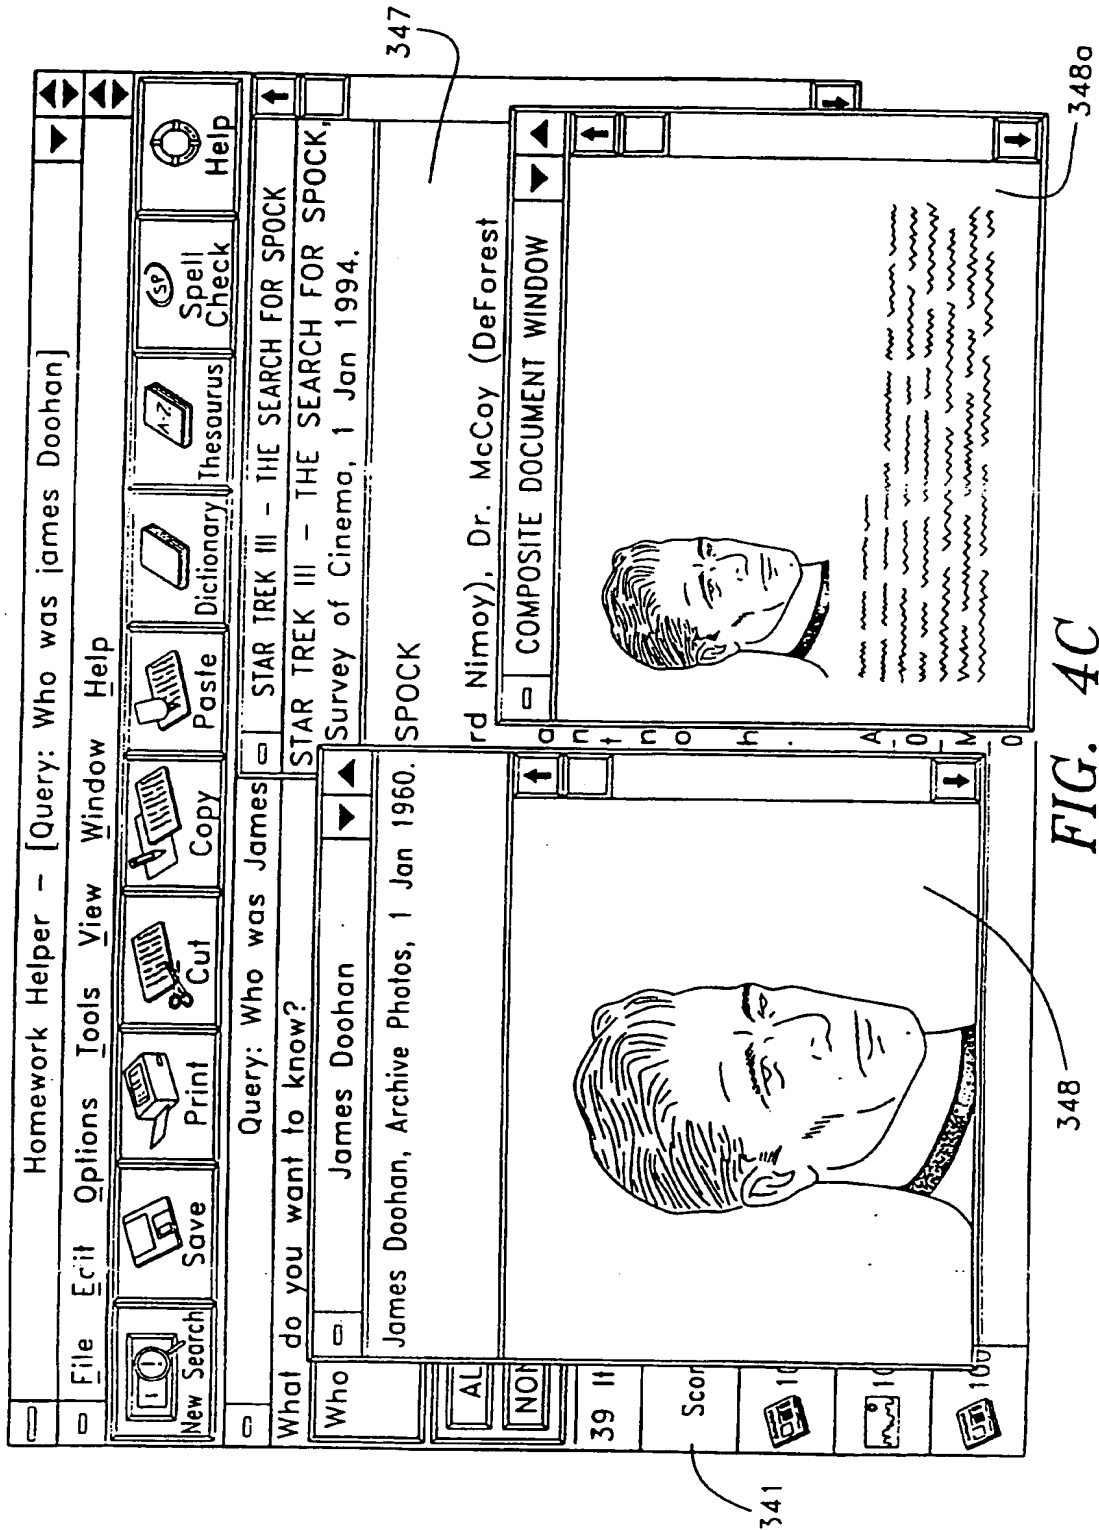 Homework Helper – [Query: Who was james Doohan]
File Edit Options Tools View Window Help
New Search Save Print Cut Copy Paste Dictionary Thesaurus Spell Check Help
A-Z
SP
Query: Who was James
What do you want to know?
Who
AL
NON
39 It
Scor
10
10
100
STAR TREK III – THE SEARCH FOR SPOCK
STAR TREK III – THE SEARCH FOR SPOCK,
Survey of Cinema, 1 Jan 1994.
SPOCK
rd Nimoy), Dr. McCoy (DeForest
a
n
t
n
o
h
.
A
O
M
O
James Doohan
James Doohan, Archive Photos, 1 Jan 1960.
COMPOSITE DOCUMENT WINDOW
341
347
348
348a
FIG. 4C